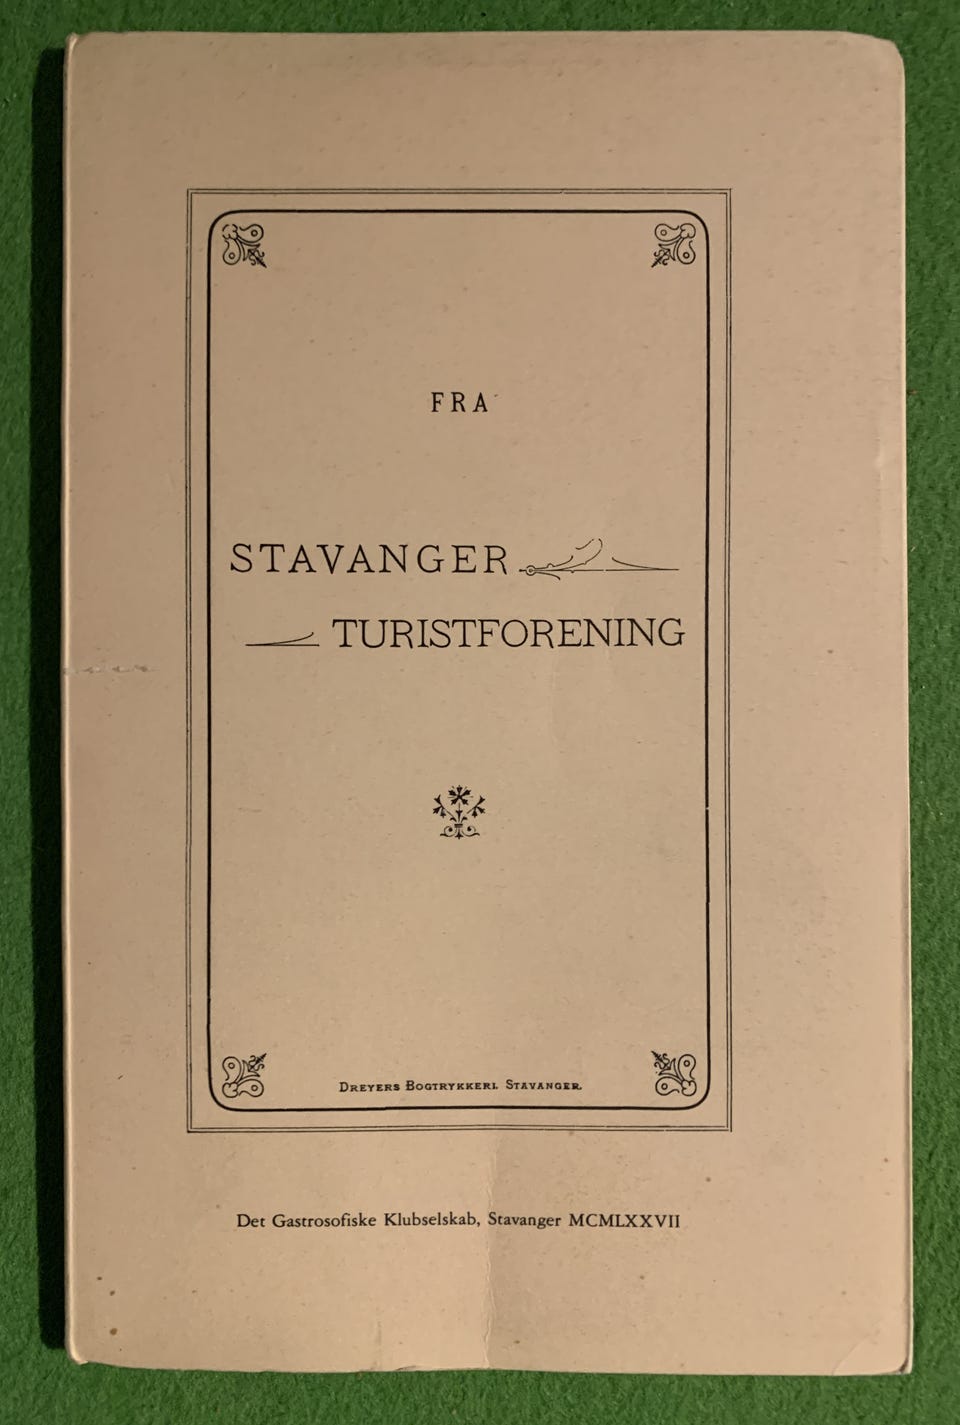 FRA
STAVANGER
TURISTFORENING
DREYERS BOGTRYKKERI. STAVANGER.
Det Gastrosofiske Klubselskab, Stavanger MCMLXXVII